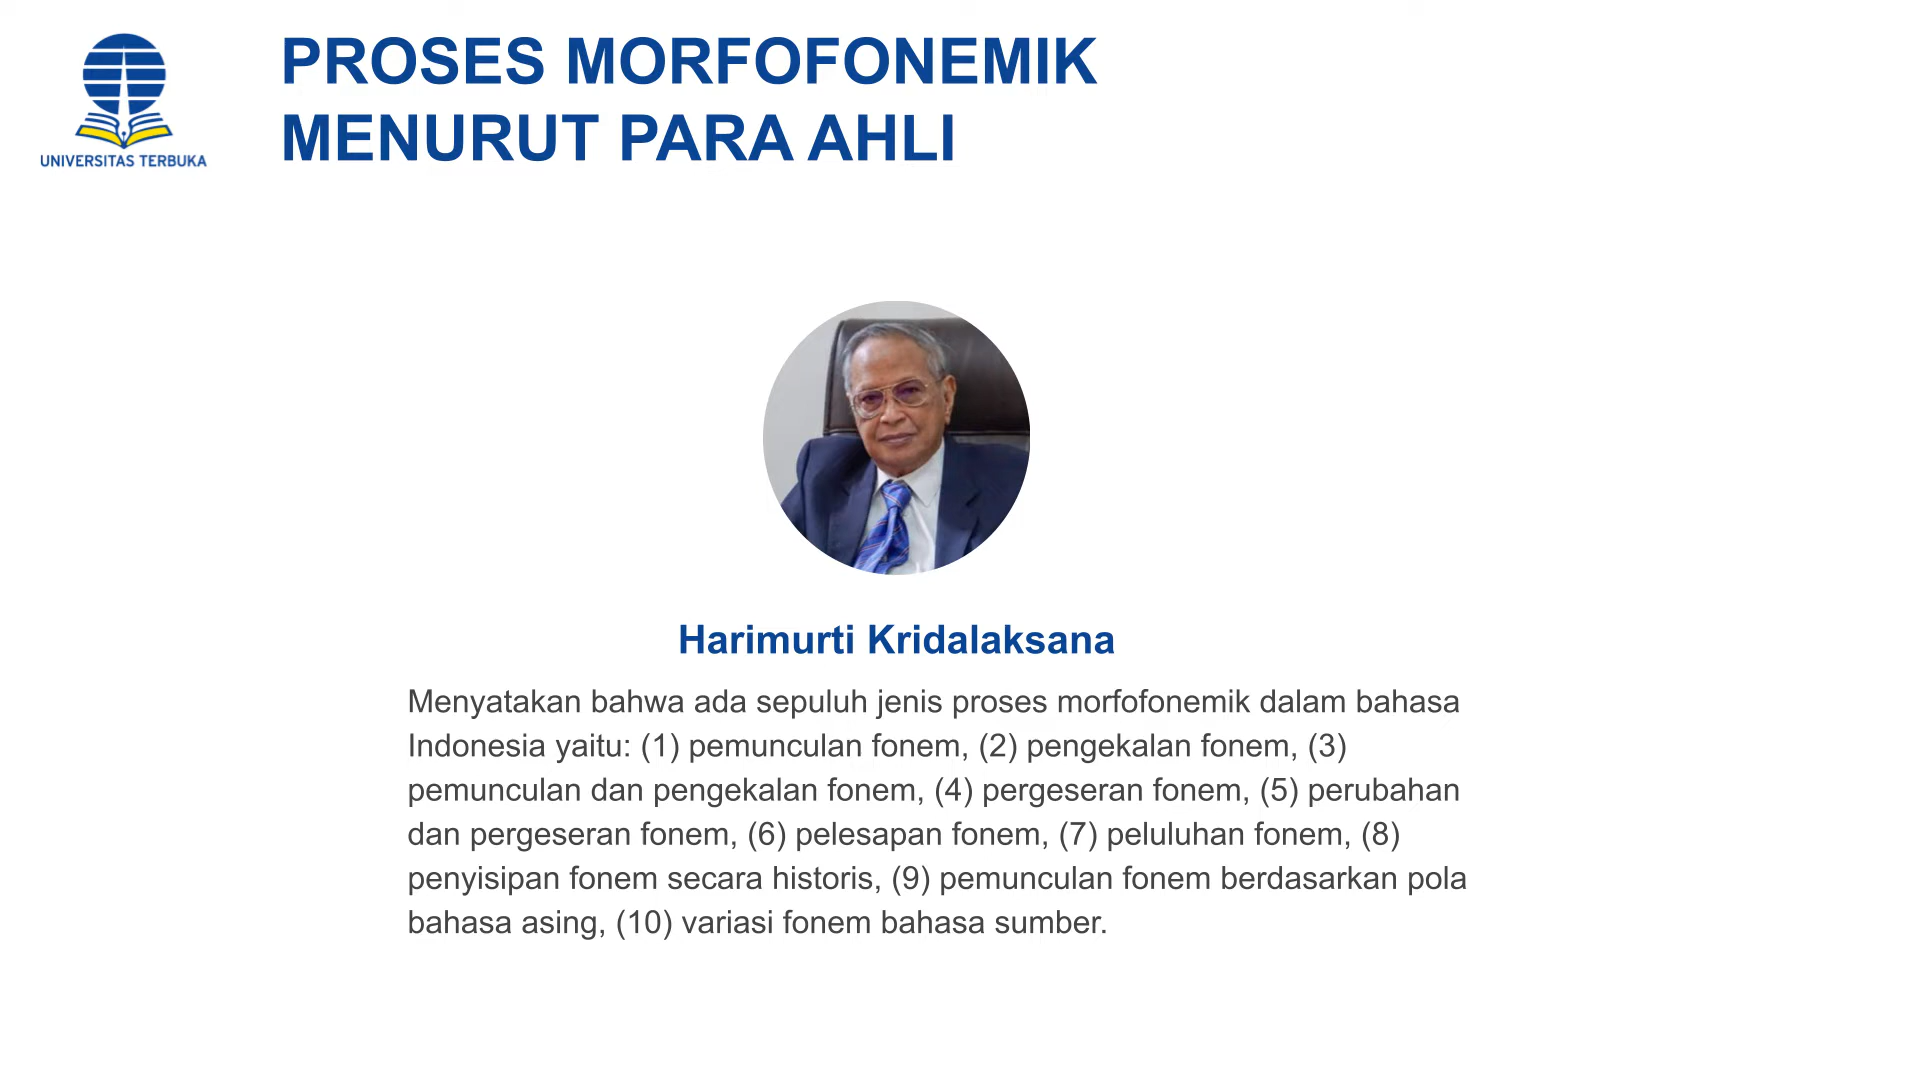 UNIVERSITAS TERBUKA
PROSES MORFOFONEMIK
MENURUT PARA AHLI
Harimurti Kridalaksana
Menyatakan bahwa ada sepuluh jenis proses morfofonemik dalam bahasa
Indonesia yaitu: (1) pemunculan fonem, (2) pengekalan fonem, (3)
pemunculan dan pengekalan fonem, (4) pergeseran fonem, (5) perubahan
dan pergeseran fonem, (6) pelesapan fonem, (7) peluluhan fonem, (8)
penyisipan fonem secara historis, (9) pemunculan fonem berdasarkan pola
bahasa asing, (10) variasi fonem bahasa sumber.